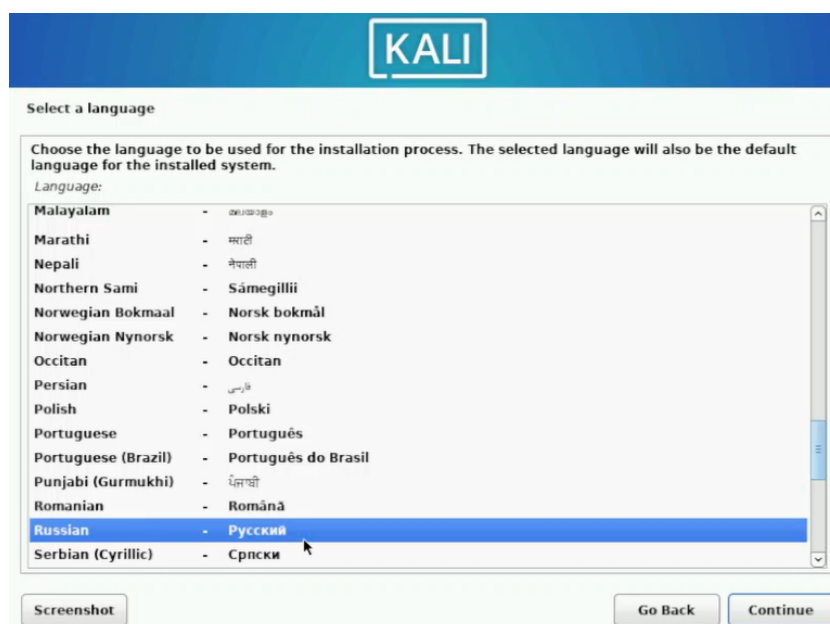 KALI
Select a language
Choose the language to be used for the installation process. The selected language will also be the default
language for the installed system.
Language:
Malayalam - മലയാളം
Marathi - मराठी
Nepali - नेपाली
Northern Sami - Sámegillii
Norwegian Bokmaal - Norsk bokmål
Norwegian Nynorsk - Norsk nynorsk
Occitan - Occitan
Persian - فارسی
Polish - Polski
Portuguese - Português
Portuguese (Brazil) - Português do Brasil
Punjabi (Gurmukhi) - ਪੰਜਾਬੀ
Romanian - Română
Russian - Русский
Serbian (Cyrillic) - Српски
Screenshot Go Back Continue